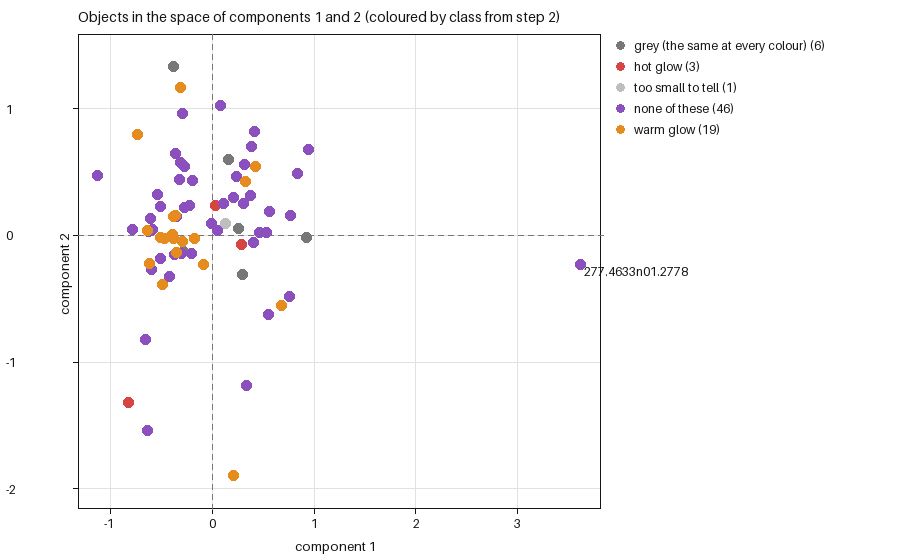 Objects in the space of components 1 and 2 (coloured by class from step 2)
grey (the same at every colour) (6)
hot glow (3)
too small to tell (1)
none of these (46)
warm glow (19)
1
0
-1
-2
component 2
277.4633n01.2778
-1
0
1
2
3
component 1